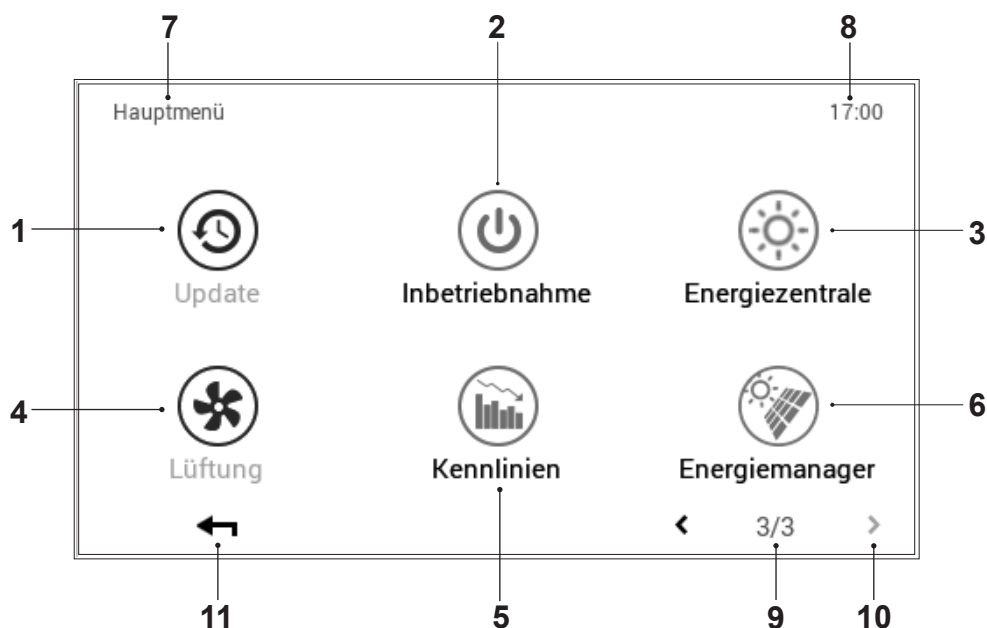 7 2 8
Hauptmenü 17:00
1 3
Update Inbetriebnahme Energiezentrale
4 6
Lüftung Kennlinien Energiemanager
3/3
11 5 9 10